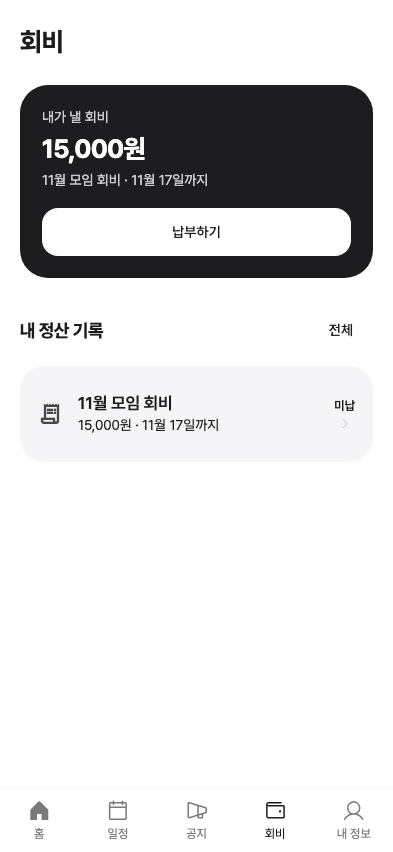 회비
내가 낼 회비
15,000원
11월 모임 회비 · 11월 17일까지
납부하기
내 정산 기록
전체
11월 모임 회비
미납
15,000원 · 11월 17일까지
홈
일정
공지
회비
내 정보